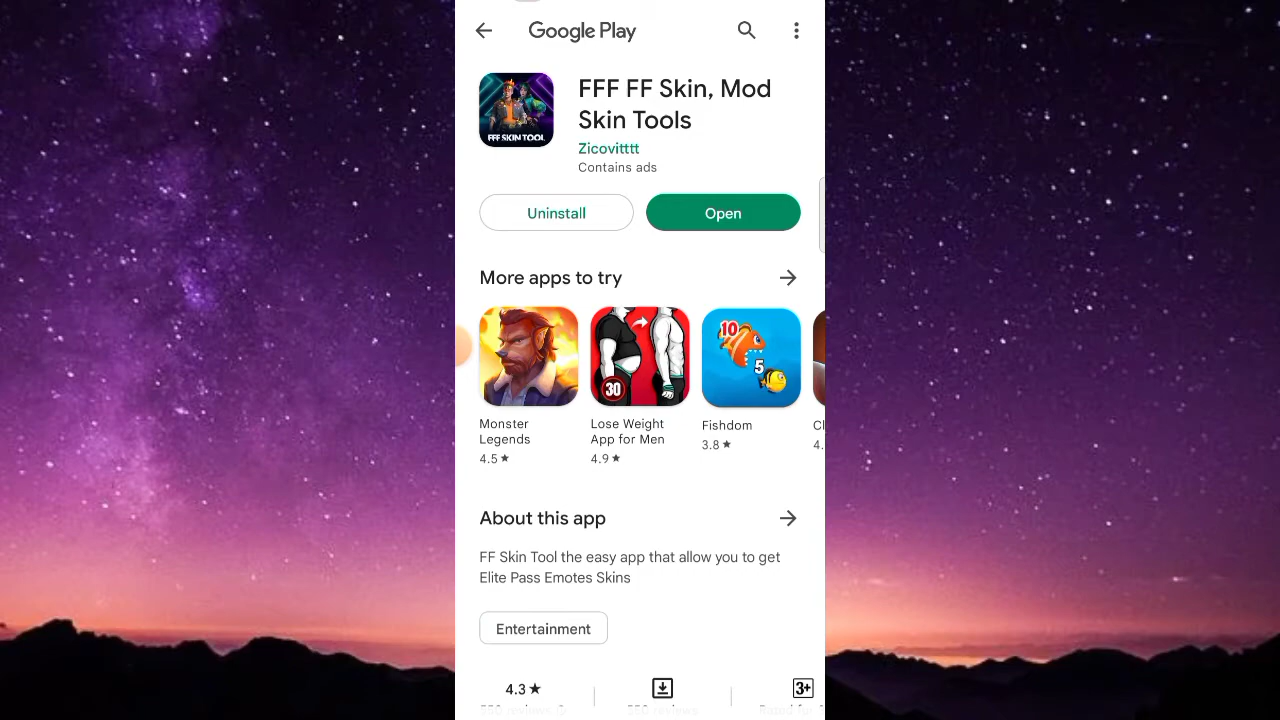 Google Play
FFF FF Skin, Mod
Skin Tools
FFF SKIN TOOL
Zicovitttt
Contains ads
Uninstall
Open
More apps to try
30
10
5
Monster
Legends
4.5★
Lose Weight
App for Men
4.9★
Fishdom
3.8★
Cl
4.
About this app
FF Skin Tool the easy app that allow you to get
Elite Pass Emotes Skins
Entertainment
4.3★
3+